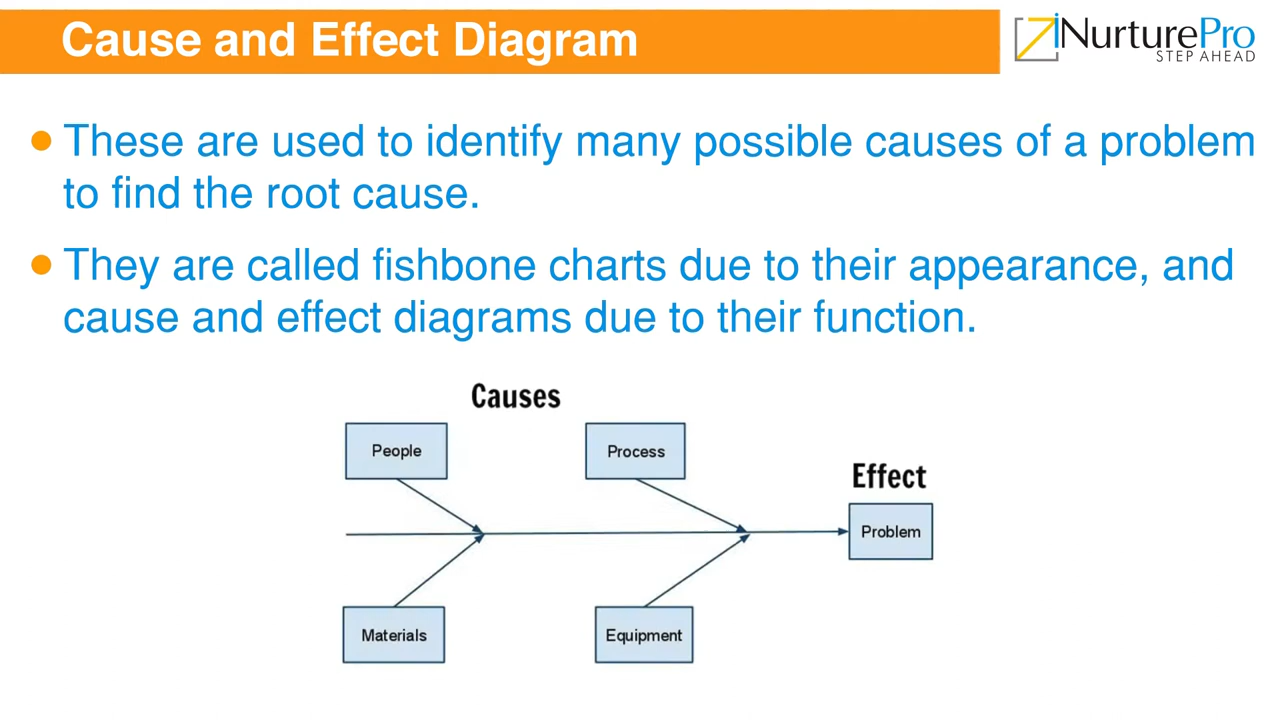 Cause and Effect Diagram
iNurturePro
STEP AHEAD
These are used to identify many possible causes of a problem
to find the root cause.
They are called fishbone charts due to their appearance, and
cause and effect diagrams due to their function.
Causes
People
Process
Effect
Problem
Materials
Equipment